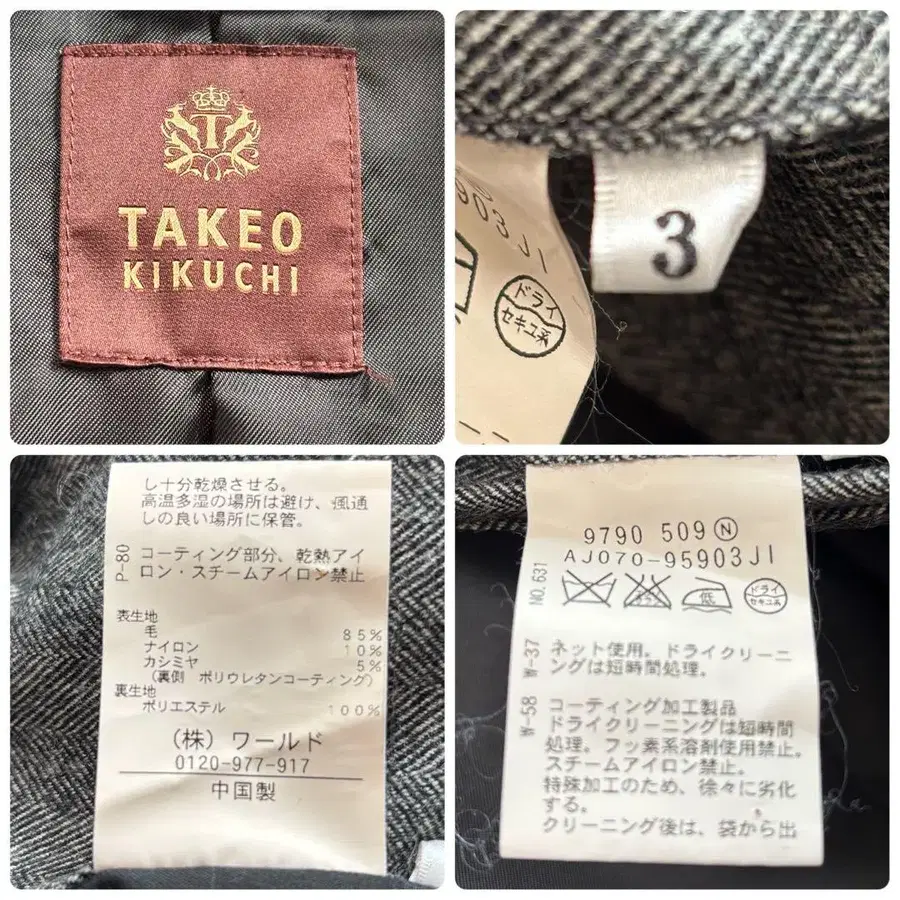 T
TAKEO
KIKUCHI
903 JI
ドライ
セキユ系
3
し十分乾燥させる。
高温多湿の場所は避け、風通
しの良い場所に保管。
P-80
コーティング部分、乾熱アイ
ロン・スチームアイロン禁止
表生地
毛 85%
ナイロン 10%
カシミヤ 5%
(裏側 ポリウレタンコーティング)
裏生地
ポリエステル 100%
(株)ワールド
0120-977-917
中国製
9790 509 Ⓝ
AJ070-95903JI
NO.631
低
ドライ
セキユ系
W-37
ネット使用。ドライクリーニ
ングは短時間処理。
W-58
コーティング加工製品
ドライクリーニングは短時間
処理。フッ素系溶剤使用禁止。
スチームアイロン禁止。
特殊加工のため、徐々に劣化
する。
クリーニング後は、袋から出